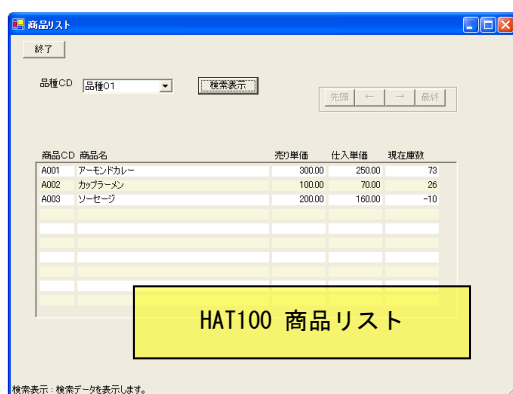 商品リスト
終了
品種CD 品種01 検索表示
先頭 ← → 最終
商品CD 商品名 売り単価 仕入単価 現在庫数
A001 アーモンドカレー 300.00 250.00 73
A002 カップラーメン 100.00 70.00 26
A003 ソーセージ 200.00 160.00 -10
HAT100 商品リスト
検索表示:検索データを表示します。